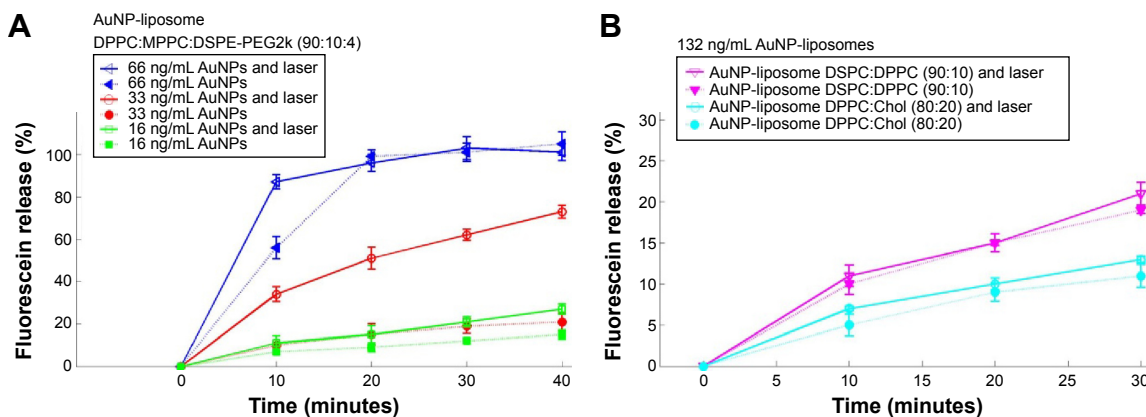 A
AuNP-liposome
DPPC:MPPC:DSPE-PEG2k (90:10:4)
66 ng/mL AuNPs and laser
66 ng/mL AuNPs
33 ng/mL AuNPs and laser
33 ng/mL AuNPs
16 ng/mL AuNPs and laser
16 ng/mL AuNPs
Fluorescein release (%)
100
80
60
40
20
0
0 10 20 30 40
Time (minutes)
B
132 ng/mL AuNP-liposomes
AuNP-liposome DSPC:DPPC (90:10) and laser
AuNP-liposome DSPC:DPPC (90:10)
AuNP-liposome DPPC:Chol (80:20) and laser
AuNP-liposome DPPC:Chol (80:20)
Fluorescein release (%)
30
25
20
15
10
5
0
0 5 10 15 20 25 30
Time (minutes)